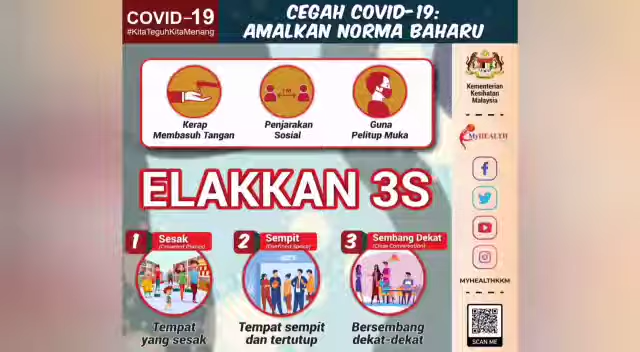 COVID-19
#KitaTeguhKitaMenang
CEGAH COVID-19:
AMALKAN NORMA BAHARU
Kerap
Membasuh Tangan
Penjarakan
Sosial
Guna
Pelitup Muka
Kementerian
Kesihatan
Malaysia
MyHEALTH
ELAKKAN 3S
1 Sesak
(Crowded Places)
2 Sempit
(Confined Space)
3 Sembang Dekat
(Close Conversation)
Tempat
yang sesak
Tempat sempit
dan tertutup
Bersembang
dekat-dekat
MYHEALTHKKM
SCAN ME